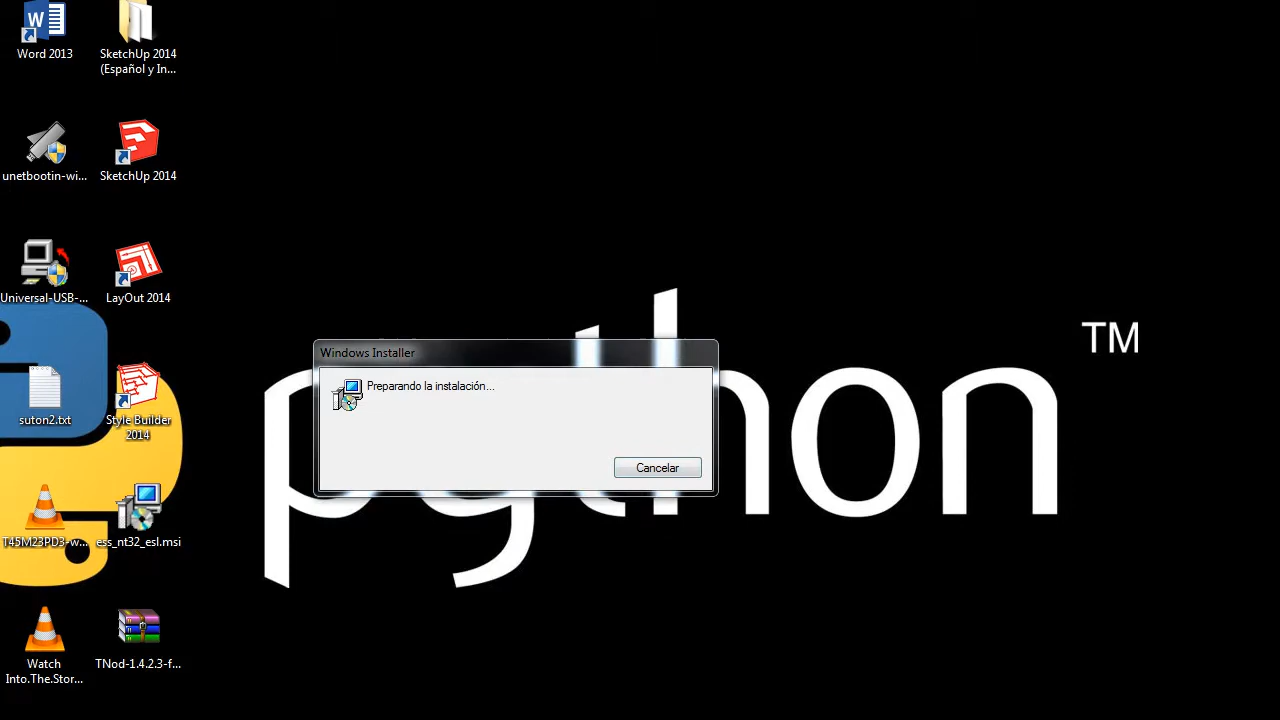 Word 2013
SketchUp 2014
(Español y In...
unetbootin-wi...
SketchUp 2014
Universal-USB-...
LayOut 2014
suton2.txt
Style Builder
2014
T45M23PD3-w...
ess_nt32_esl.msi
Watch
Into.The.Stor...
TNod-1.4.2.3-f...
Windows Installer
Preparando la instalación...
Cancelar
python
TM